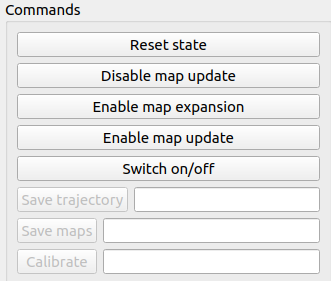 Commands
Reset state
Disable map update
Enable map expansion
Enable map update
Switch on/off
Save trajectory
Save maps
Calibrate